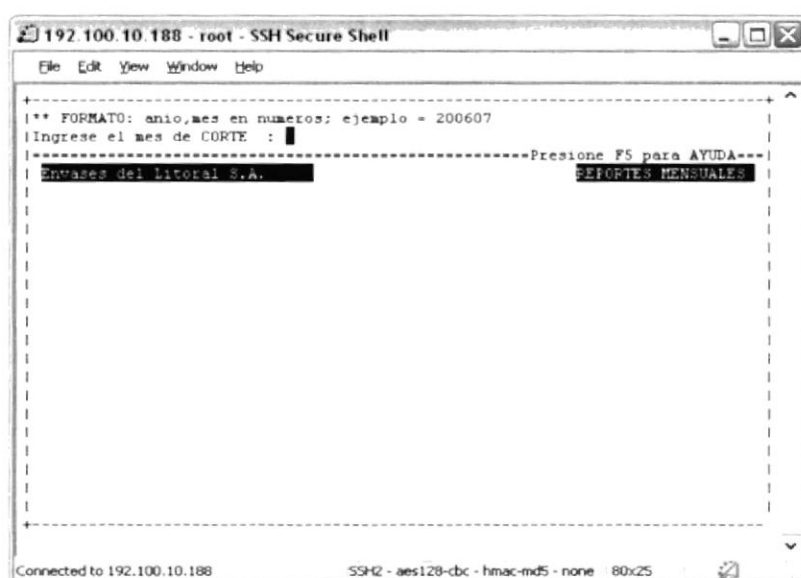 192.100.10.188 - root - SSH Secure Shell
File Edit View Window Help
** FORMATO: anio,mes en numeros; ejemplo = 200607
Ingrese el mes de CORTE :
Presione F5 para AYUDA
Envases del Litoral S.A. REPORTES MENSUALES
Connected to 192.100.10.188 SSH2 - aes128-cbc - hmac-md5 - none 80x25